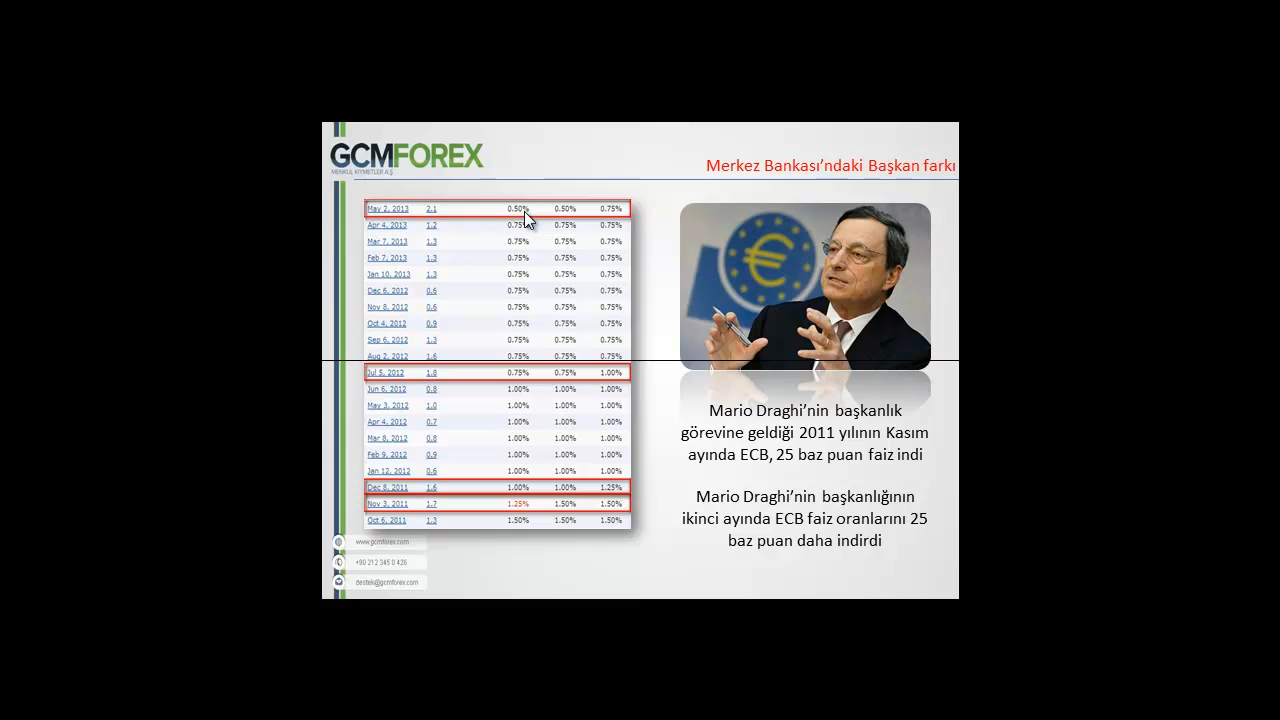 GCMFOREX
MENKUL KIYMETLER A.Ş
Merkez Bankası’ndaki Başkan farkı
May 2, 2013 2.1 0.50% 0.50% 0.75%
Apr 4, 2013 1.2 0.75% 0.75% 0.75%
Mar 7, 2013 1.3 0.75% 0.75% 0.75%
Feb 7, 2013 1.3 0.75% 0.75% 0.75%
Jan 10, 2013 1.3 0.75% 0.75% 0.75%
Dec 6, 2012 0.6 0.75% 0.75% 0.75%
Nov 8, 2012 0.6 0.75% 0.75% 0.75%
Oct 4, 2012 0.9 0.75% 0.75% 0.75%
Sep 6, 2012 1.3 0.75% 0.75% 0.75%
Aug 2, 2012 1.6 0.75% 0.75% 0.75%
Jul 5, 2012 1.8 0.75% 0.75% 1.00%
Jun 6, 2012 0.8 1.00% 1.00% 1.00%
May 3, 2012 1.0 1.00% 1.00% 1.00%
Apr 4, 2012 0.7 1.00% 1.00% 1.00%
Mar 8, 2012 0.8 1.00% 1.00% 1.00%
Feb 9, 2012 0.9 1.00% 1.00% 1.00%
Jan 12, 2012 0.6 1.00% 1.00% 1.00%
Dec 8, 2011 1.6 1.00% 1.00% 1.25%
Nov 3, 2011 1.7 1.25% 1.50% 1.50%
Oct 6, 2011 1.3 1.50% 1.50% 1.50%
Mario Draghi’nin başkanlık
görevine geldiği 2011 yılının Kasım
ayında ECB, 25 baz puan faiz indi
Mario Draghi’nin başkanlığının
ikinci ayında ECB faiz oranlarını 25
baz puan daha indirdi
www.gcmforex.com
+90 212 345 0 426
destek@gcmforex.com